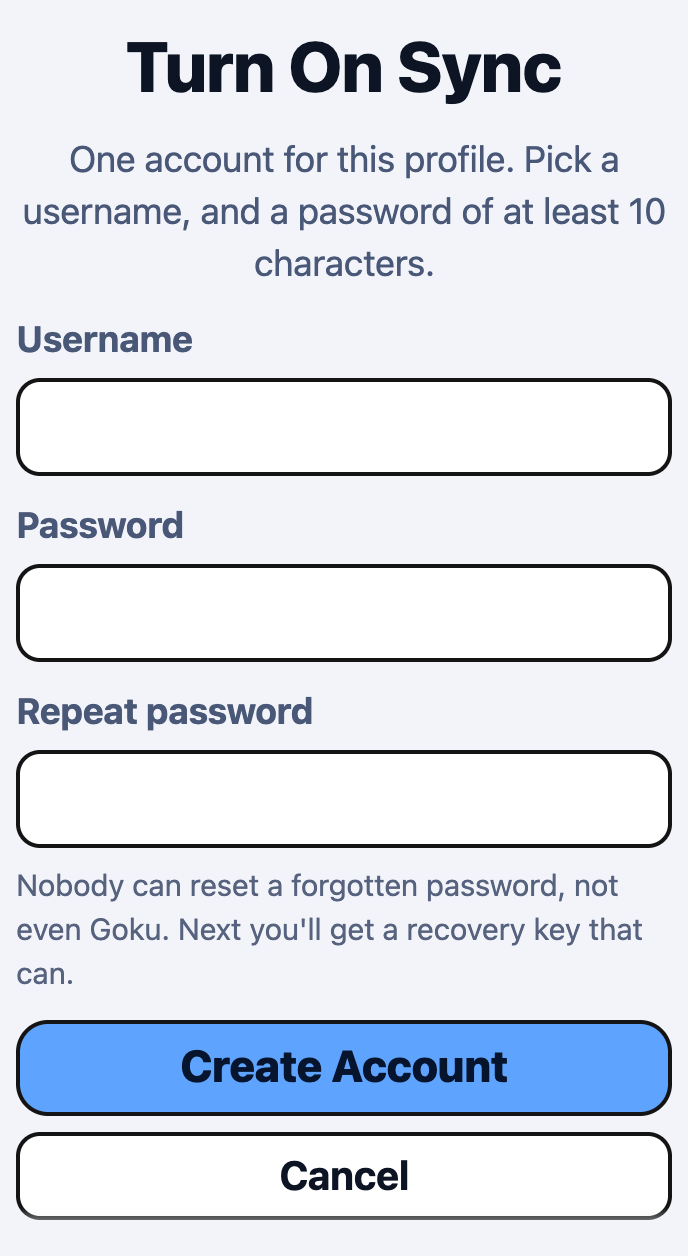 Turn On Sync
One account for this profile. Pick a
username, and a password of at least 10
characters.
Username
Password
Repeat password
Nobody can reset a forgotten password, not
even Goku. Next you'll get a recovery key that
can.
Create Account
Cancel